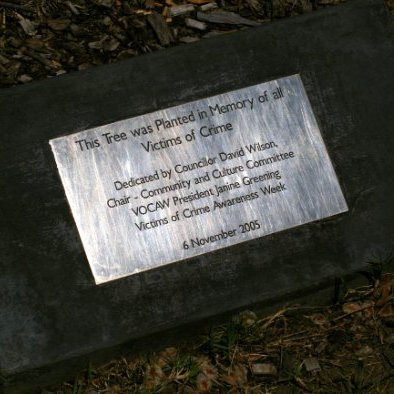 This Tree was Planted in Memory of all
Victims of Crime
Dedicated by Councillor David Wilson,
Chair - Community and Culture Committee
VOCAW President Janine Greening
Victims of Crime Awareness Week
6 November 2005